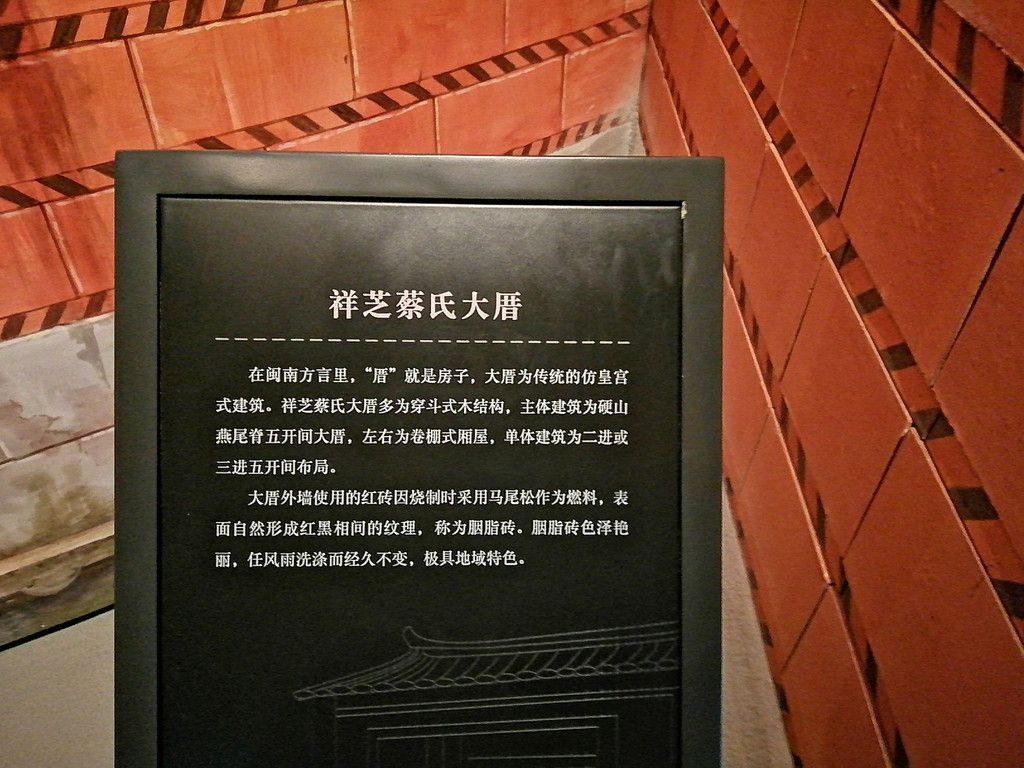 祥芝蔡氏大厝
在闽南方言里，“厝”就是房子，大厝为传统的仿皇宫
式建筑。祥芝蔡氏大厝多为穿斗式木结构，主体建筑为硬山
燕尾脊五开间大厝，左右为卷棚式厢屋，单体建筑为二进或
三进五开间布局。
大厝外墙使用的红砖因烧制时采用马尾松作为燃料，表
面自然形成红黑相间的纹理，称为胭脂砖。胭脂砖色泽艳
丽，任风雨洗涤而经久不变，极具地域特色。